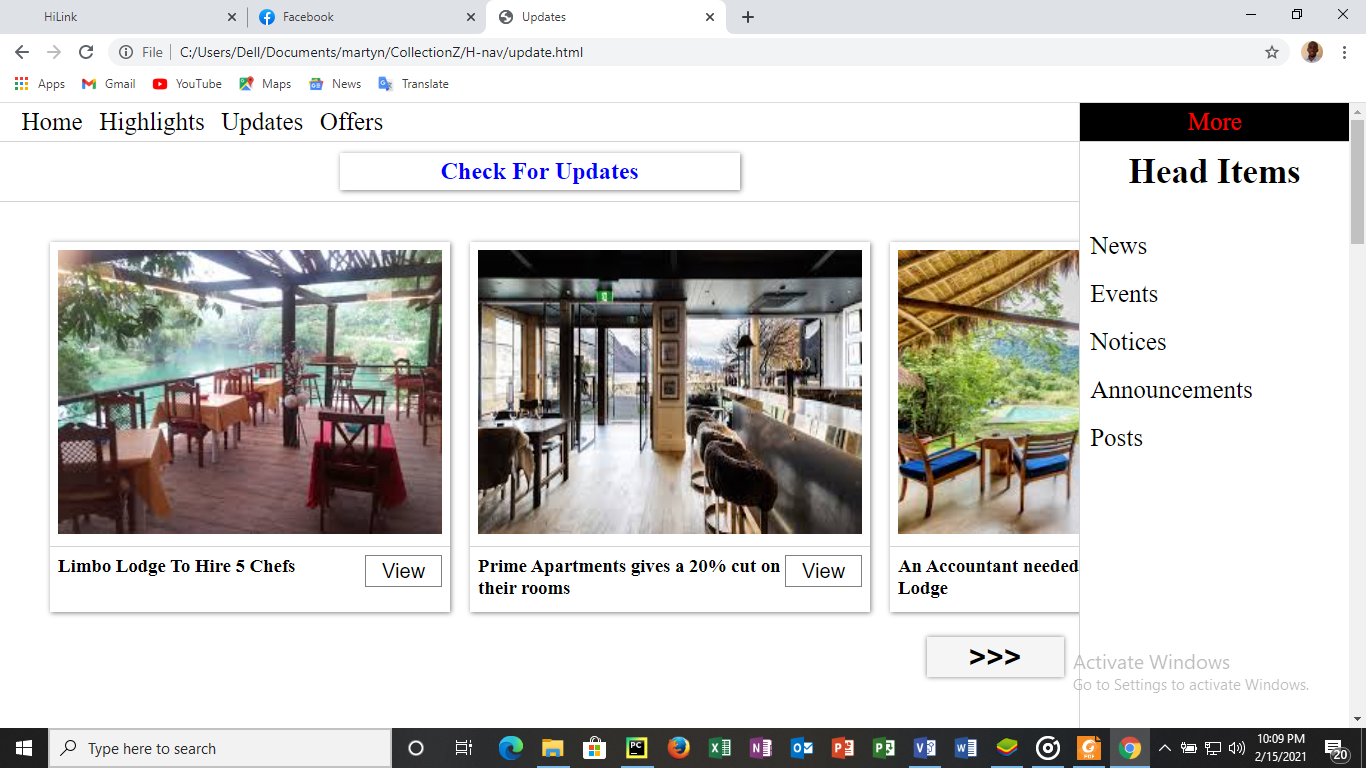 HiLink
Facebook
Updates
File
C:/Users/Dell/Documents/martyn/CollectionZ/H-nav/update.html
Apps
Gmail
YouTube
Maps
News
Translate
Home Highlights Updates Offers
More
Check For Updates
Head Items
News
Events
Notices
Announcements
Posts
Limbo Lodge To Hire 5 Chefs
View
Prime Apartments gives a 20% cut on
their rooms
View
An Accountant needed
Lodge
>>>
Activate Windows
Go to Settings to activate Windows.
Type here to search
10:09 PM
2/15/2021
20